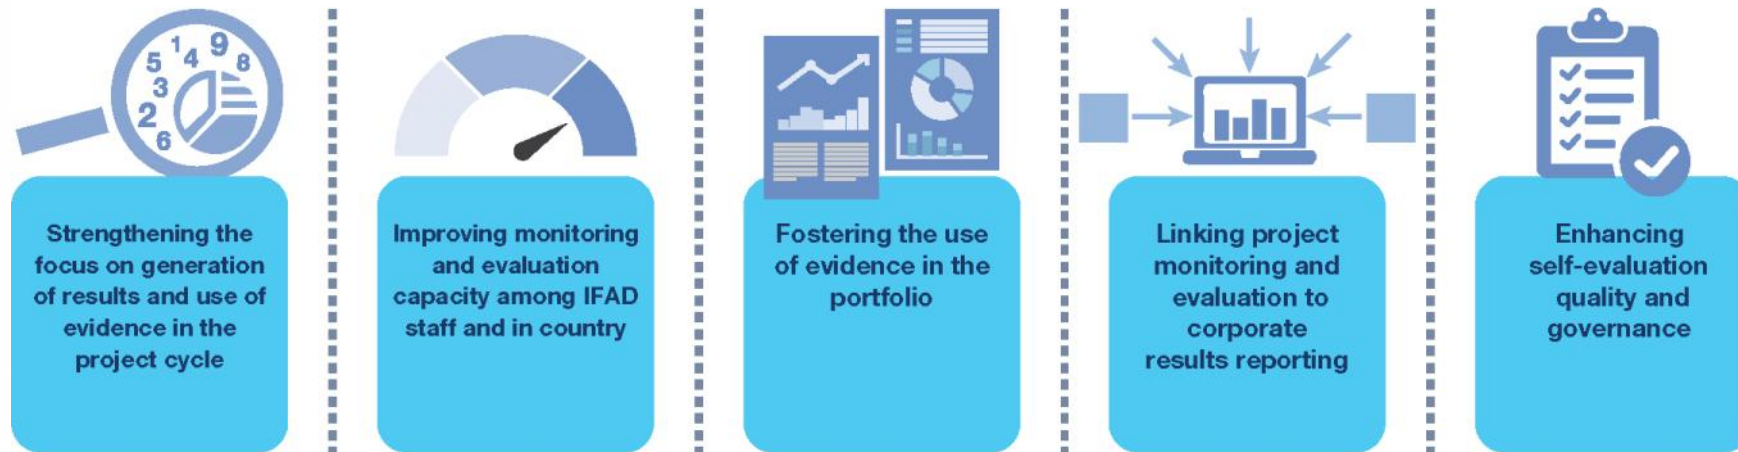 5 1 4 9 8
3
2
6
Strengthening the
focus on generation
of results and use of
evidence in the
project cycle
Improving monitoring
and evaluation
capacity among IFAD
staff and in country
Fostering the use
of evidence in the
portfolio
Linking project
monitoring and
evaluation to
corporate
results reporting
Enhancing
self-evaluation
quality and
governance